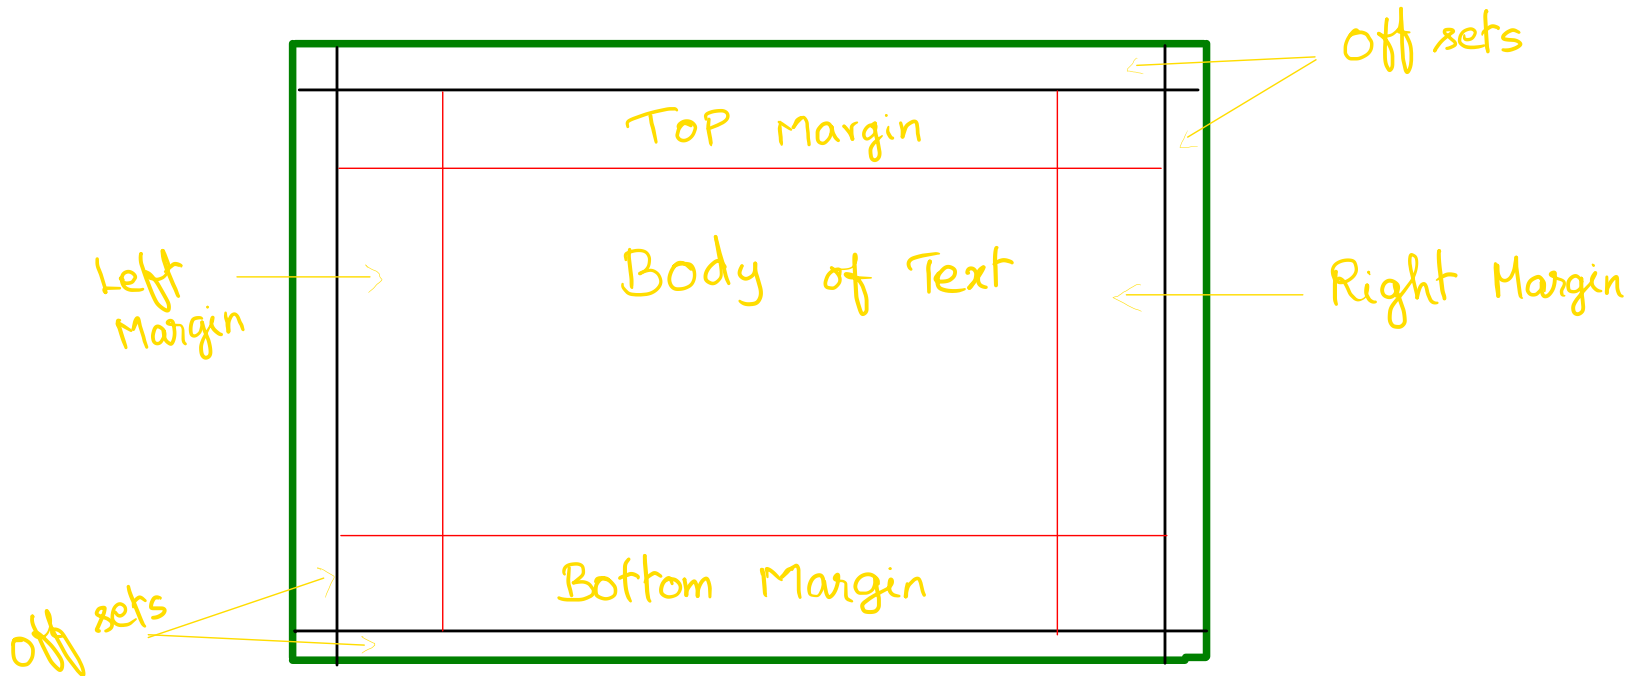 Off sets
Top Margin
Left
Margin
Body of Text
Right Margin
Bottom Margin
Off sets